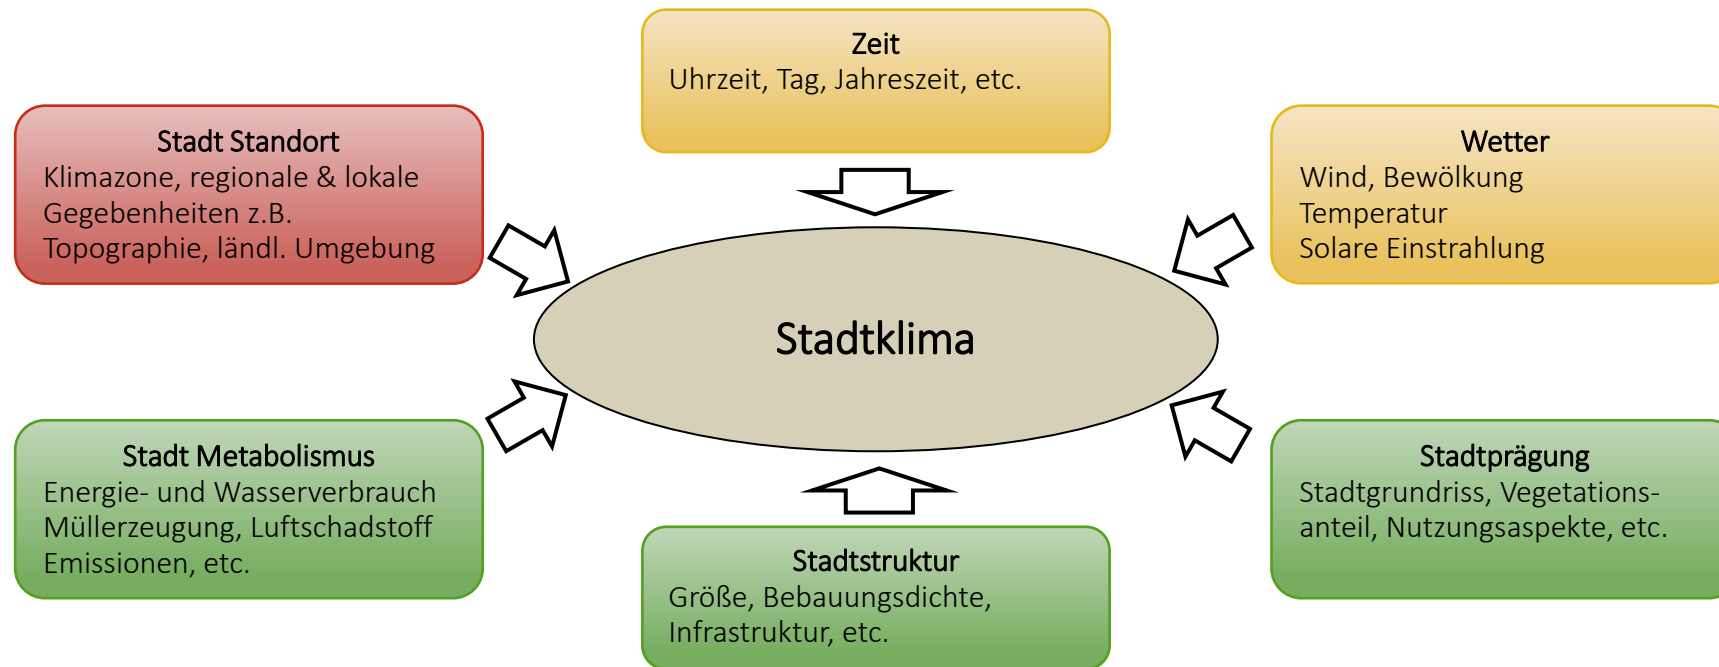 Zeit
Uhrzeit, Tag, Jahreszeit, etc.
Stadt Standort
Klimazone, regionale & lokale
Gegebenheiten z.B.
Topographie, ländl. Umgebung
Wetter
Wind, Bewölkung
Temperatur
Solare Einstrahlung
Stadtklima
Stadt Metabolismus
Energie- und Wasserverbrauch
Müllerzeugung, Luftschadstoff
Emissionen, etc.
Stadtstruktur
Größe, Bebauungsdichte,
Infrastruktur, etc.
Stadtprägung
Stadtgrundriss, Vegetations-
anteil, Nutzungsaspekte, etc.